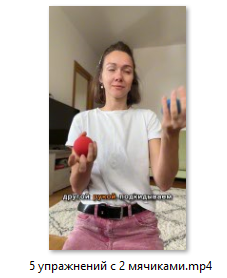 другой рукой подкидываем
5 упражнений с 2 мячиками.mp4